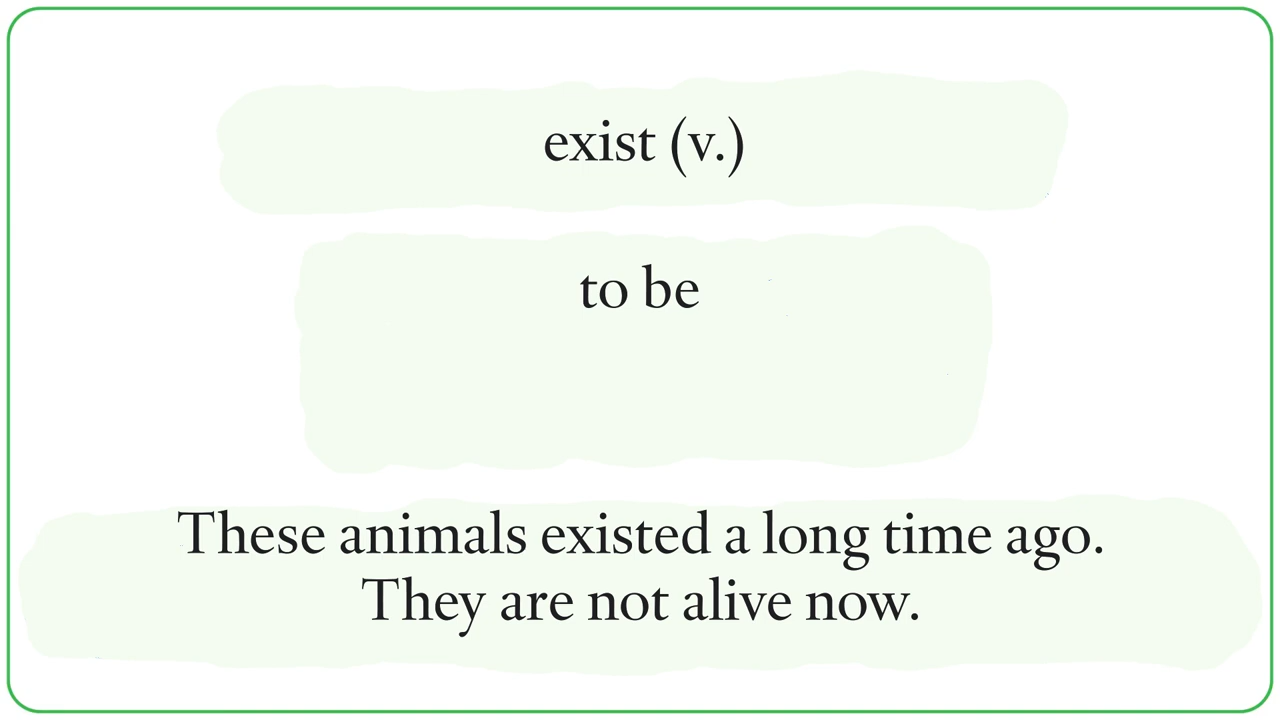 exist (v.)
to be
These animals existed a long time ago.
They are not alive now.